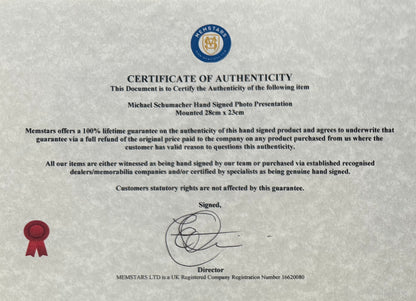 MEMSTARS
CERTIFICATE OF AUTHENTICITY
This Document is to Certify the Authenticity of the following item
Michael Schumacher Hand Signed Photo Presentation
Mounted 28cm x 23cm
Memstars offers a 100% lifetime guarantee on the authenticity of this hand signed product and agrees to underwrite that
guarantee via a full refund of the original price paid to the company on any product purchased from us where the
customer has valid reason to questions this authenticity.
All our items are either witnessed as being hand signed by our team or purchased via established recognised
dealers/memorabilia companies and/or certified by specialists as being genuine hand signed.
Customers statutory rights are not affected by this guarantee.
Signed,
Director
MEMSTARS LTD is a UK Registered Company Registration Number 16620080